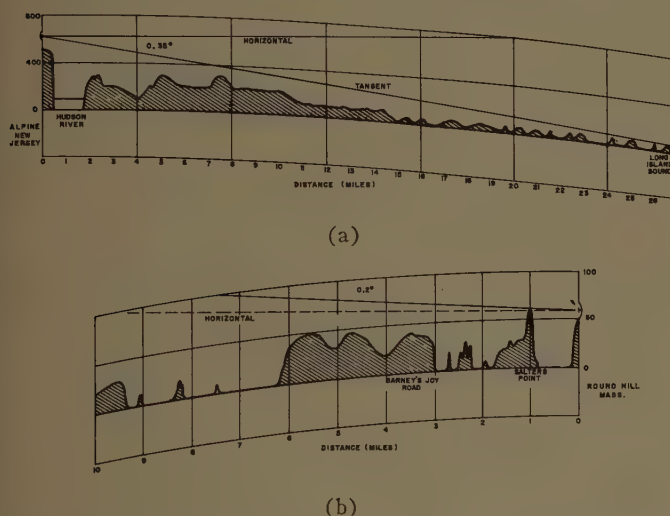 800
0.35°
HORIZONTAL
400
TANGENT
0
ALPINE
NEW
JERSEY
HUDSON
RIVER
LONG
ISLAND
SOUND
0 1 2 3 4 5 6 7 8 9 10 11 12 13 14 15 16 17 18 19 20 21 22 23 24 25 26
DISTANCE (MILES)
(a)
100
0.2°
HORIZONTAL
50
0
BARNEY'S JOY
ROAD
SALTERS
POINT
ROUND HILL
MASS.
10 9 8 7 6 5 4 3 2 1 0
DISTANCE (MILES)
(b)